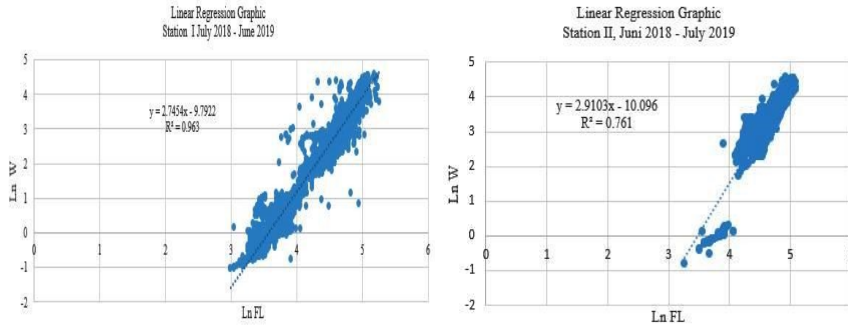 Linear Regression Graphic
Station I July 2018 - June 2019
5
4
y = 2.7454x - 9.7922
R² = 0.963
3
2
Ln W
1
0
0
1
2
3
4
5
6
-1
-2
Ln FL
Linear Regression Graphic
Station II, Juni 2018 - July 2019
5
4
y = 2.9103x - 10.096
R² = 0.761
3
2
Ln W
1
0
0
1
2
3
4
5
-1
-2
Ln FL